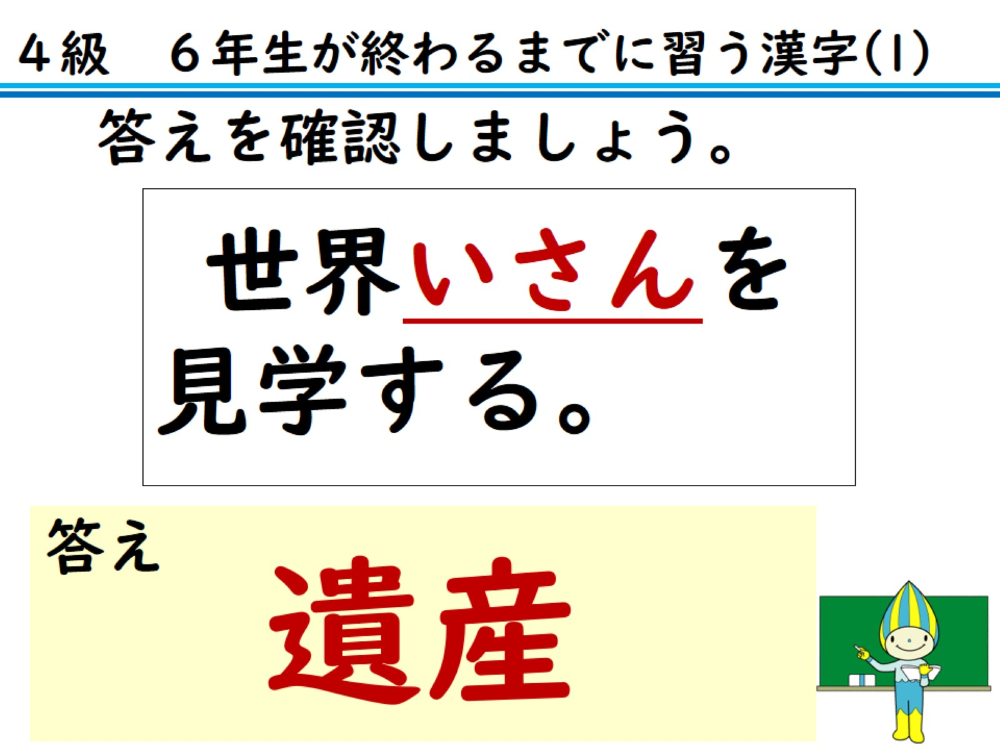 ４級　６年生が終わるまでに習う漢字(1)
答えを確認しましょう。
世界いさんを
見学する。
答え
遺産